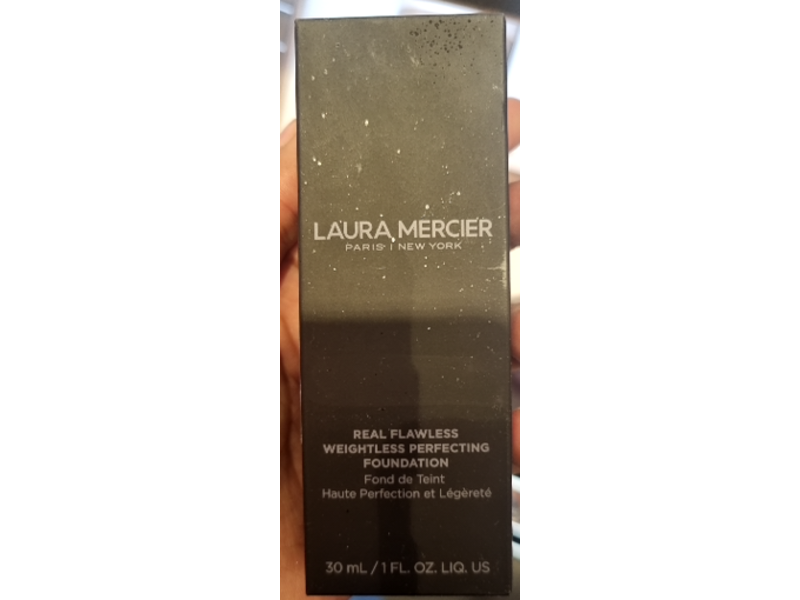 LAURA MERCIER
PARIS | NEW YORK
REAL FLAWLESS
WEIGHTLESS PERFECTING
FOUNDATION
Fond de Teint
Haute Perfection et Légèreté
30 mL / 1 FL. OZ. LIQ. US